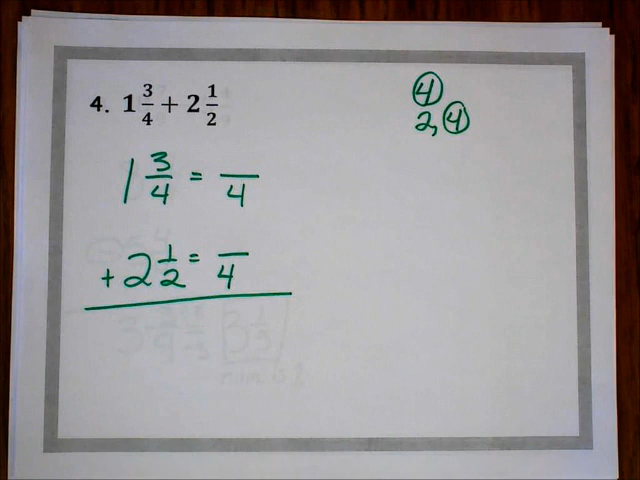 4. 1 3/4 + 2 1/2
4
2, 4
1 3/4 = /4
+ 2 1/2 = /4